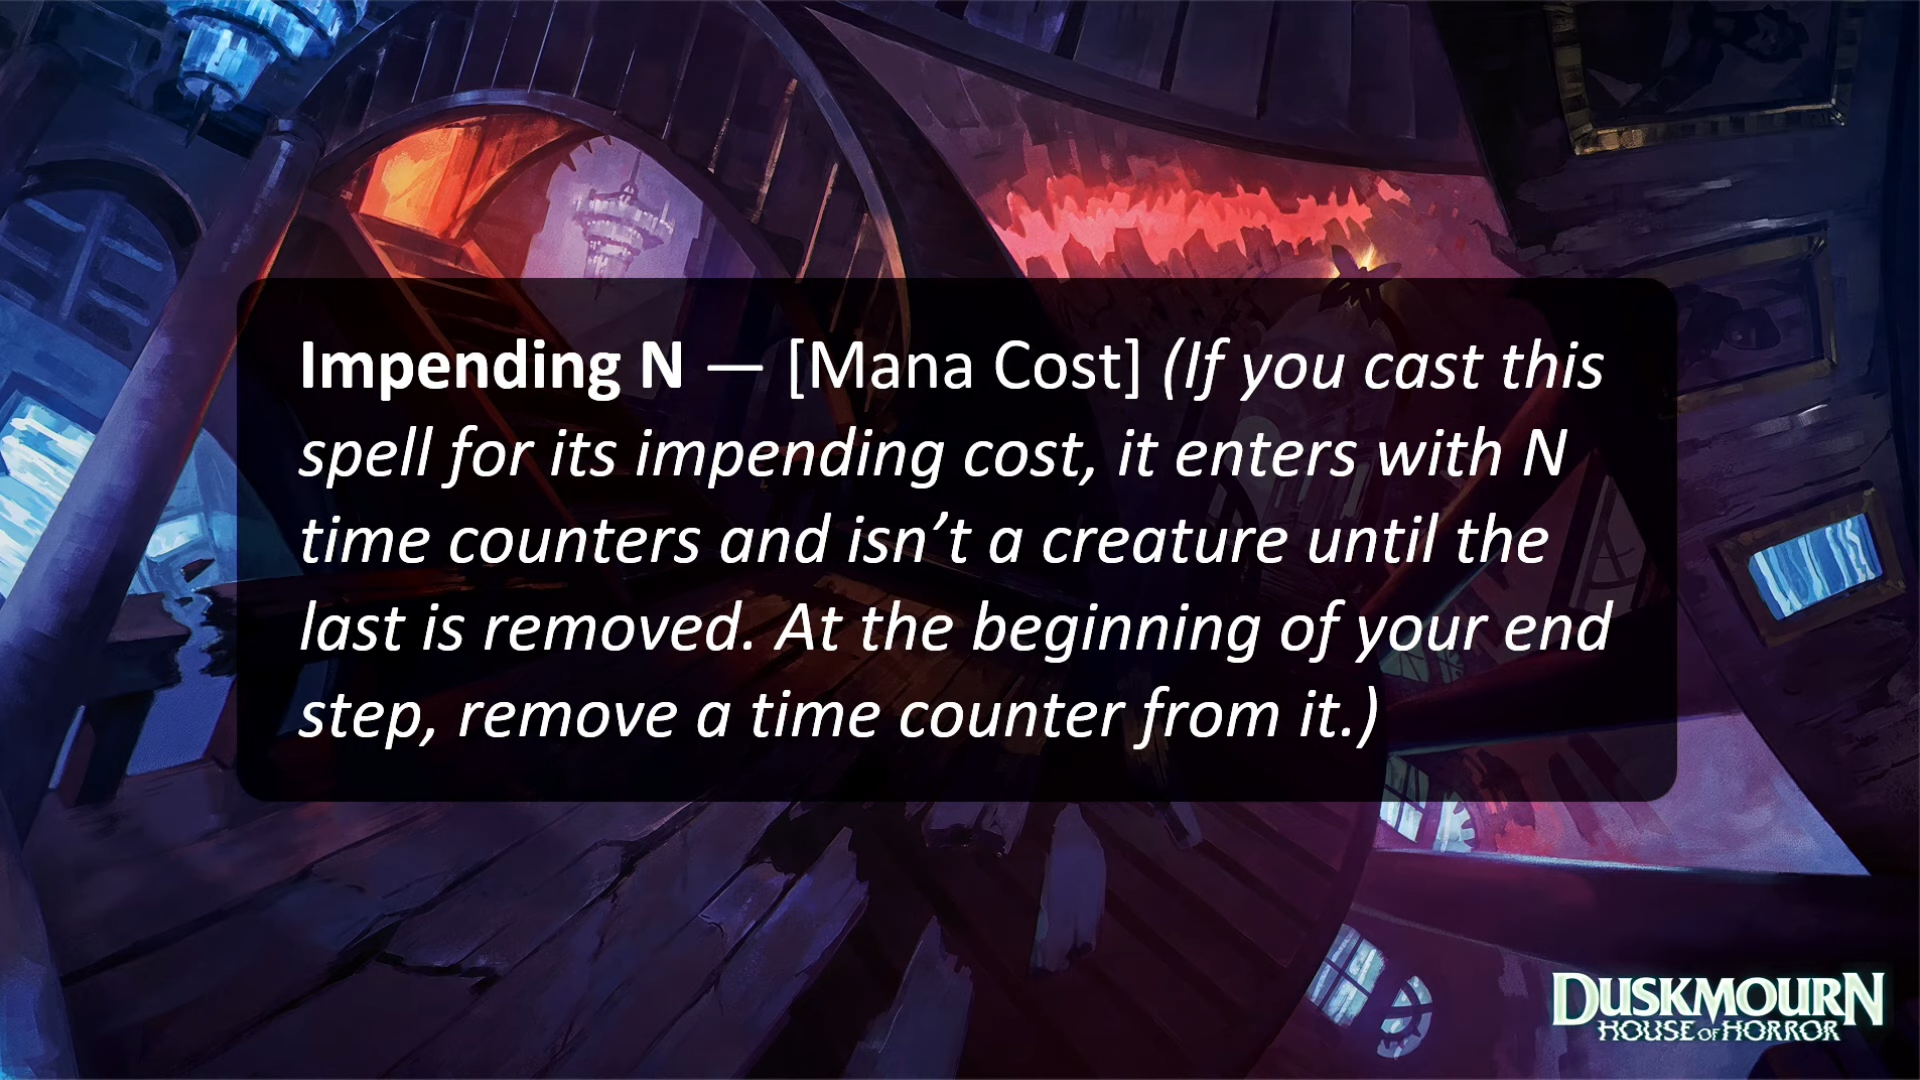 Impending N — [Mana Cost] (If you cast this
spell for its impending cost, it enters with N
time counters and isn’t a creature until the
last is removed. At the beginning of your end
step, remove a time counter from it.)
DUSKMOURN
HOUSE OF HORROR